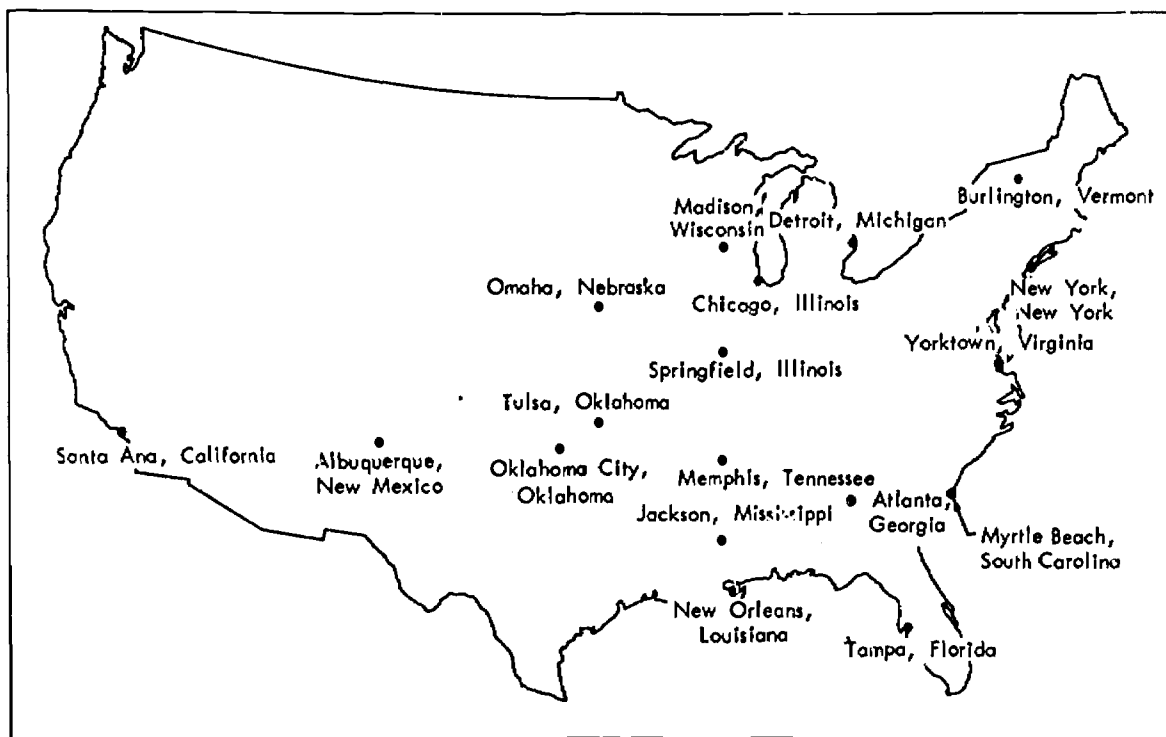 Burlington, Vermont
Madison,
Wisconsin
Detroit, Michigan
Omaha, Nebraska
Chicago, Illinois
New York,
New York
Yorktown, Virginia
Springfield, Illinois
Tulsa, Oklahoma
Santa Ana, California
Albuquerque,
New Mexico
Oklahoma City,
Oklahoma
Memphis, Tennessee
Atlanta,
Georgia
Jackson, Mississippi
Myrtle Beach,
South Carolina
New Orleans,
Louisiana
Tampa, Florida